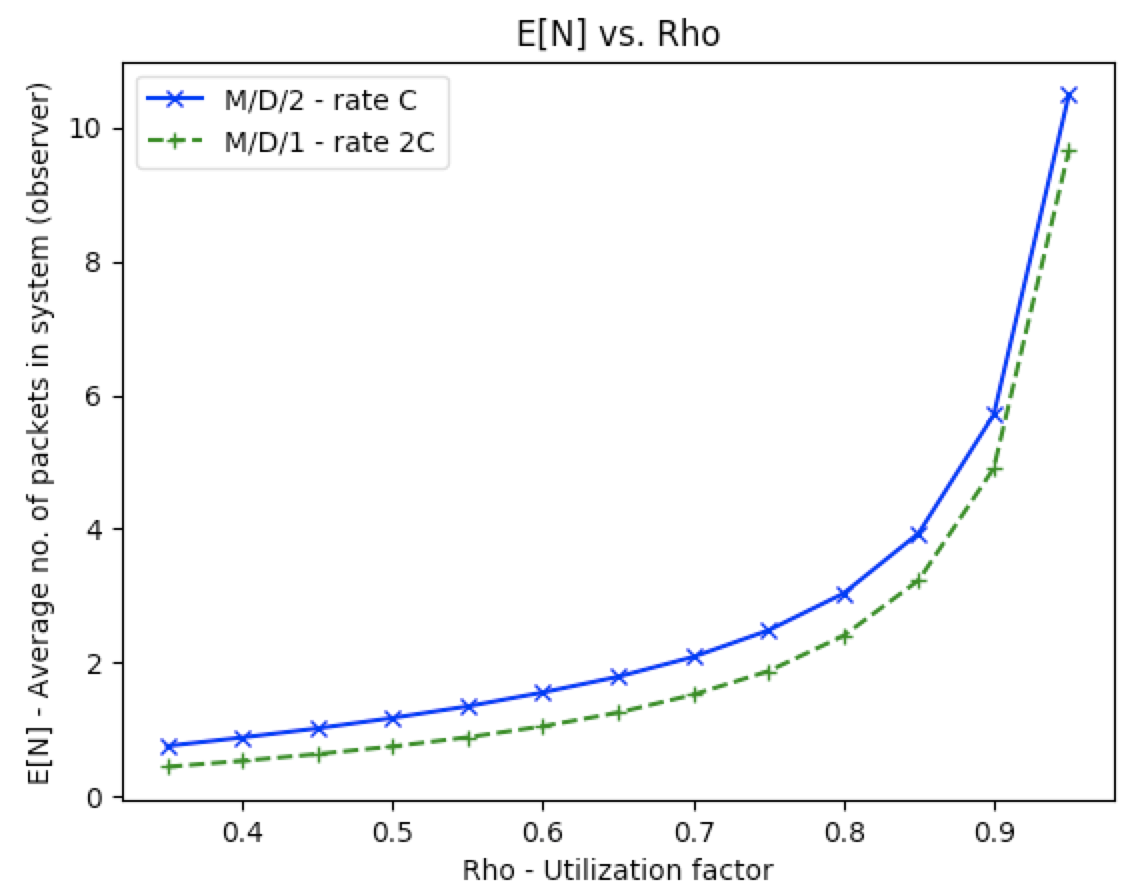 E[N] vs. Rho
M/D/2 - rate C
M/D/1 - rate 2C
E[N] - Average no. of packets in system (observer)
10
8
6
4
2
0
0.4
0.5
0.6
0.7
0.8
0.9
Rho - Utilization factor